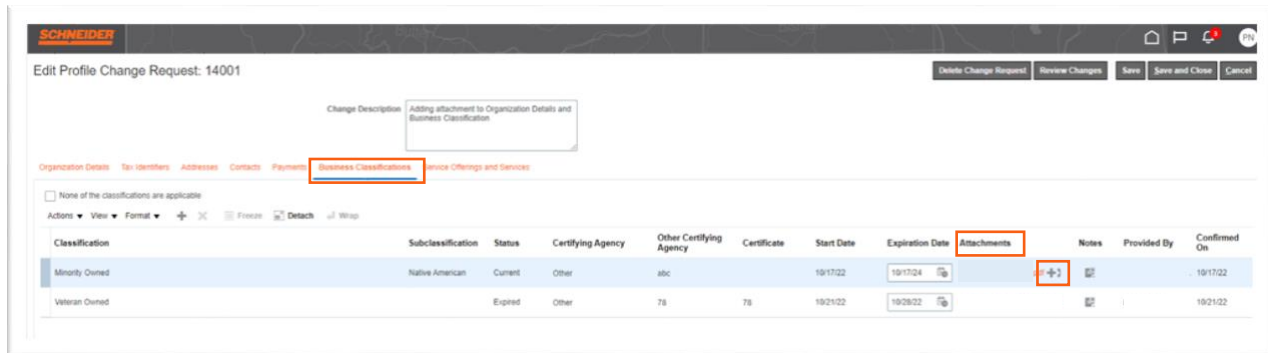 SCHNEIDER
3
PN
Edit Profile Change Request: 14001
Delete Change Request Review Changes Save Save and Close Cancel
Change Description Adding attachment to Organization Details and
Business Classification
Organization Details Tax Identifiers Addresses Contacts Payments Business Classifications Service Offerings and Services
None of the classifications are applicable
Actions View Format Freeze Detach Wrap
Classification Subclassification Status Certifying Agency Other Certifying Agency Certificate Start Date Expiration Date Attachments Notes Provided By Confirmed On
Minority Owned Native American Current Other abc 10/17/22 10/17/24 10/17/22
Veteran Owned Expired Other 78 78 10/21/22 10/28/22 10/21/22